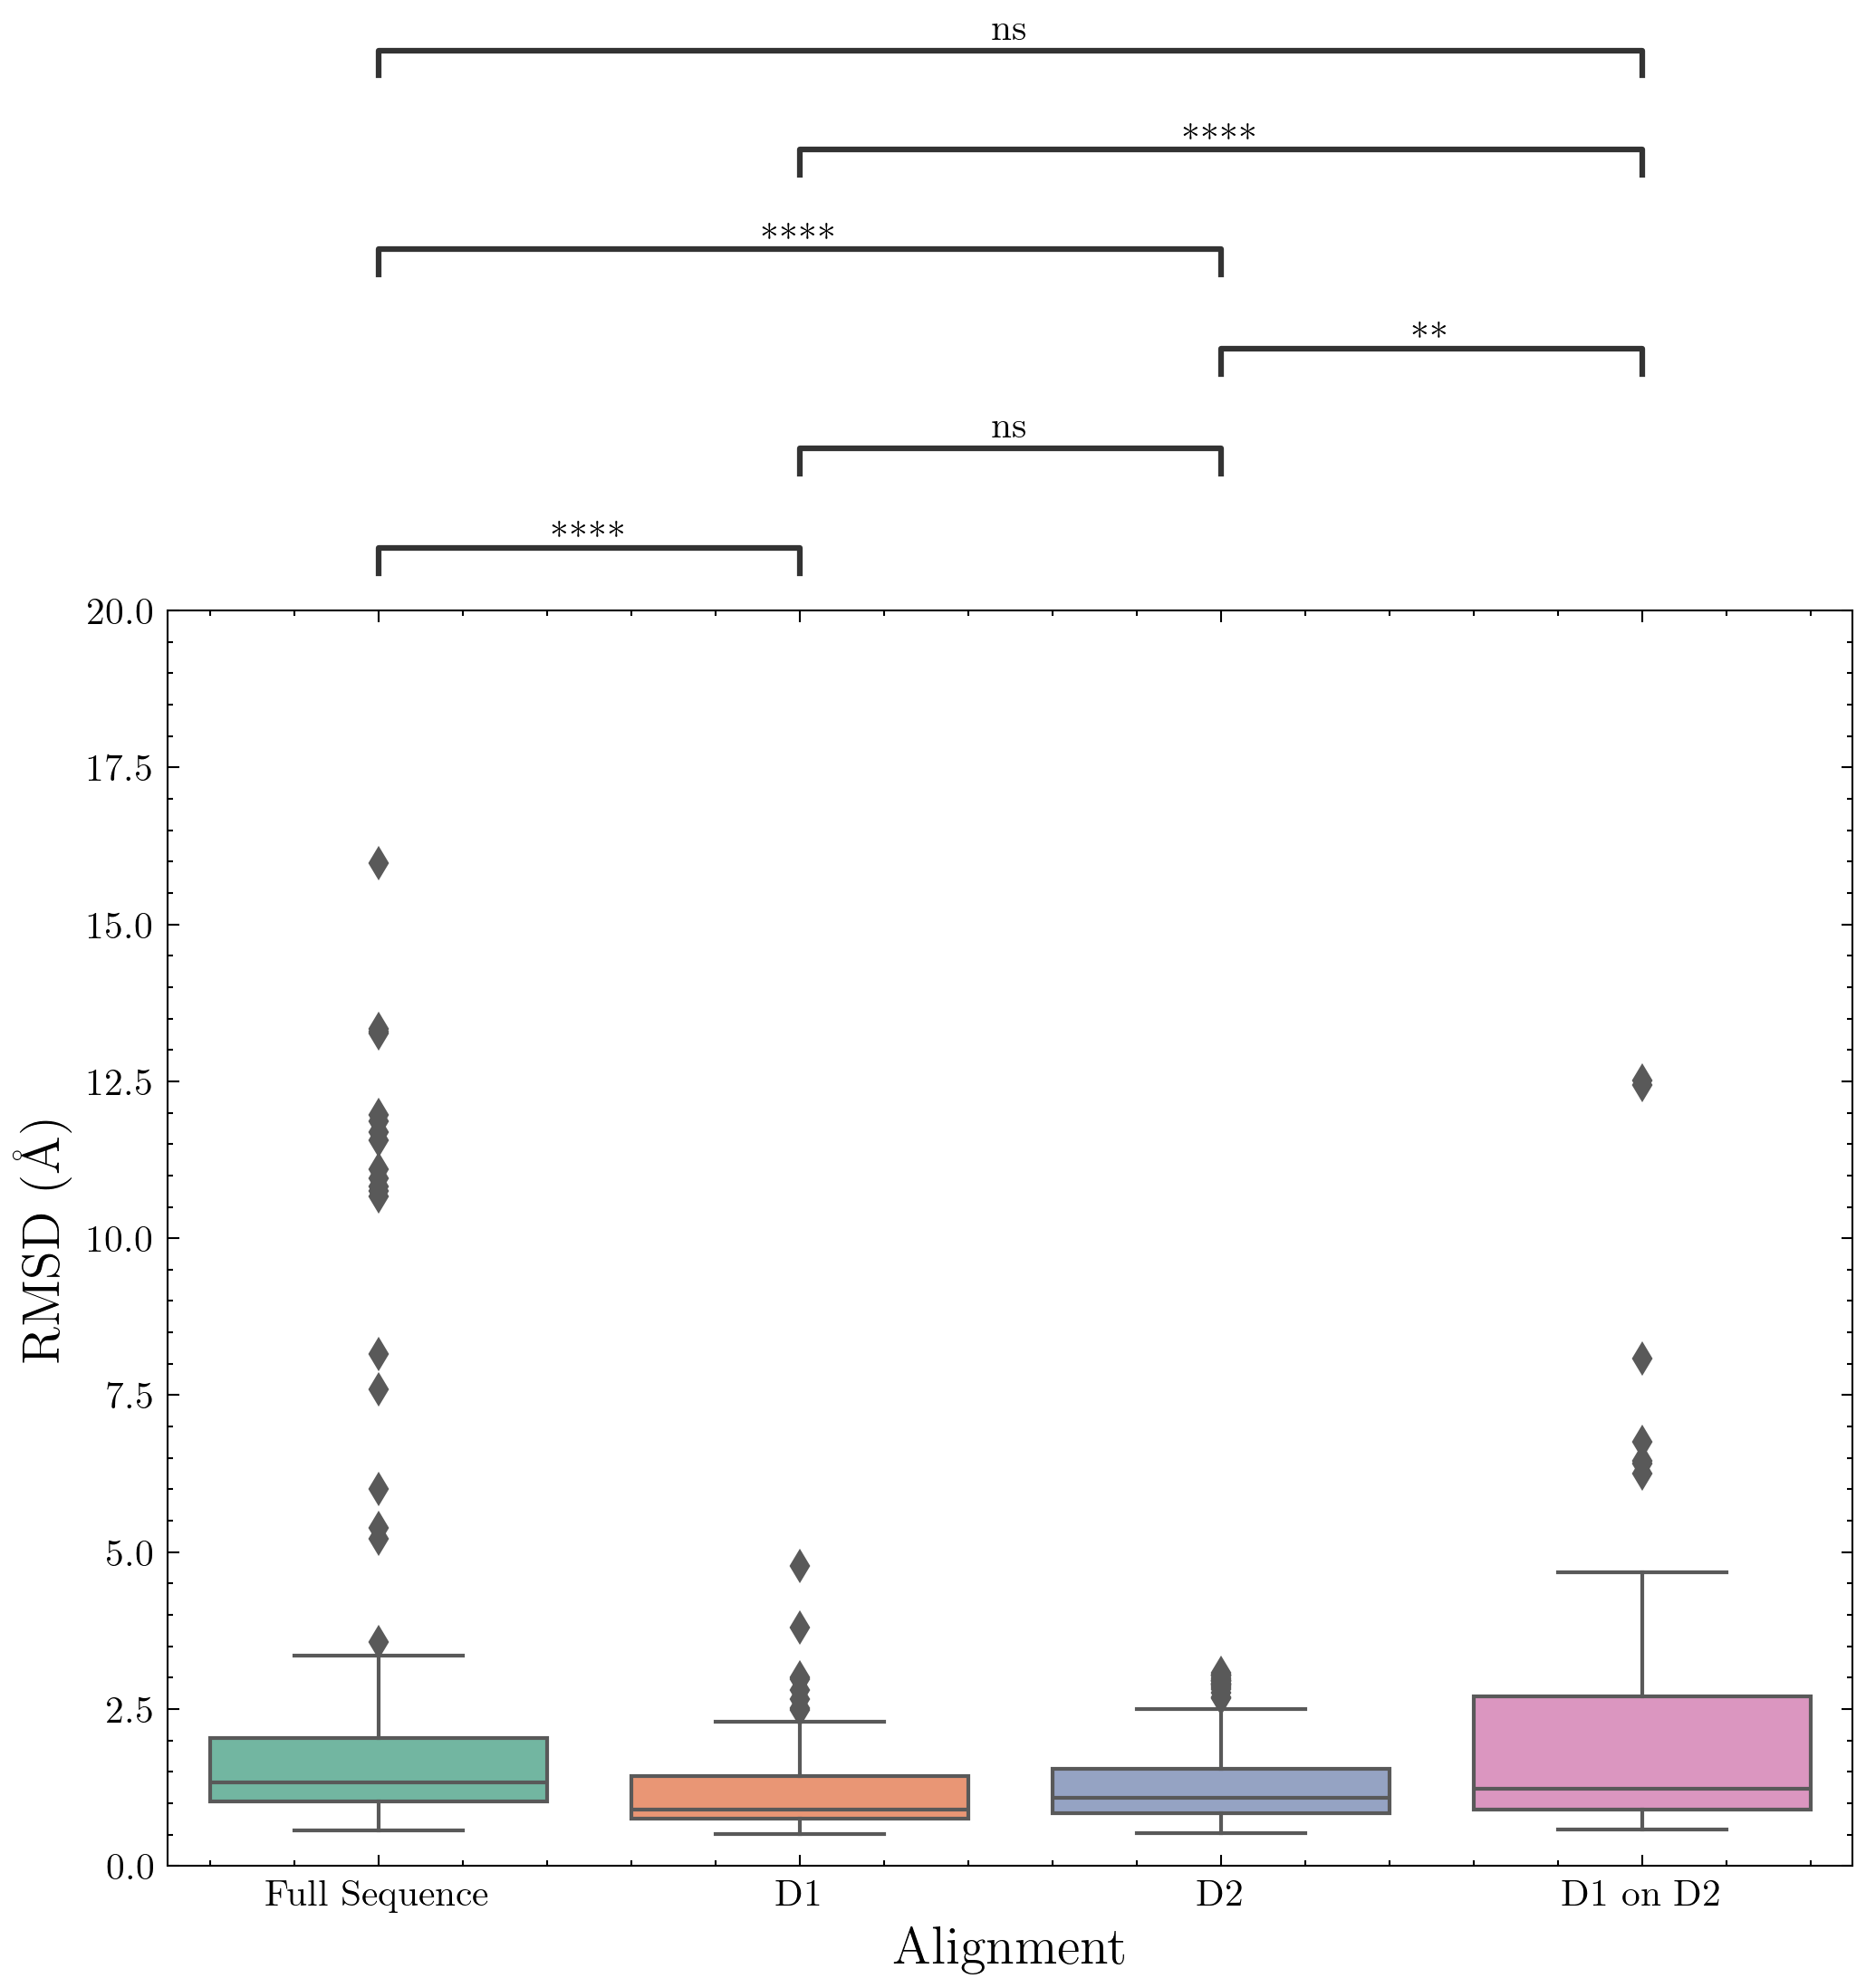 ns
****
****
**
ns
****
20.0
17.5
15.0
12.5
10.0
7.5
5.0
2.5
0.0
RMSD (Å)
Full Sequence D1 D2 D1 on D2
Alignment